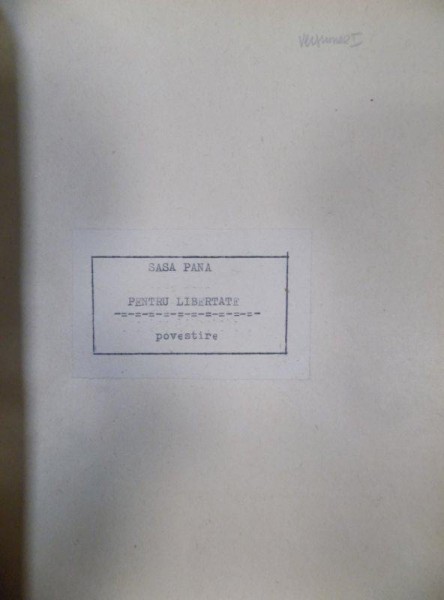 SASA PANA
PENTRU LIBERTATE
-=-=-=-=-=-=-=-=-=-=-
povestire